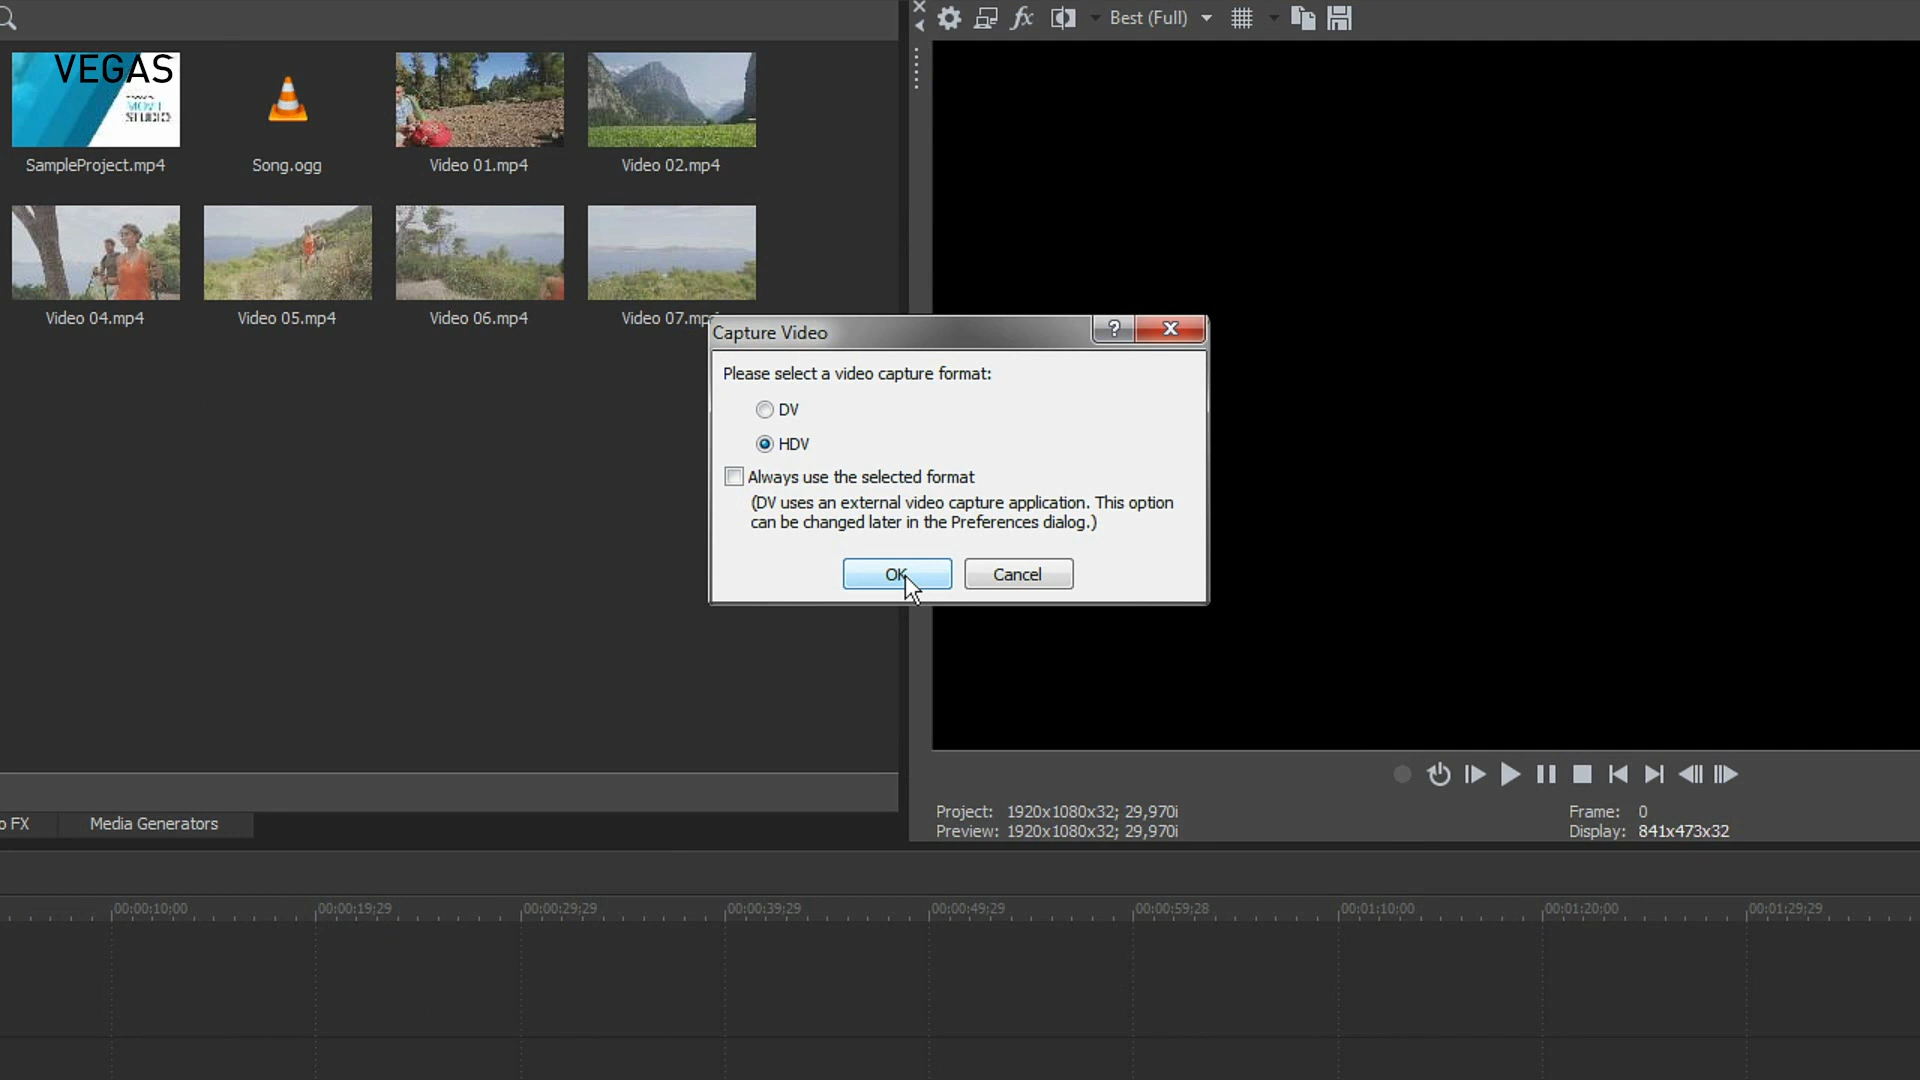 Best (Full)
VEGAS
MOVIE
STUDIO
SampleProject.mp4
Song.ogg
Video 01.mp4
Video 02.mp4
Video 04.mp4
Video 05.mp4
Video 06.mp4
Video 07.mp
Capture Video
?
Please select a video capture format:
DV
HDV
Always use the selected format
(DV uses an external video capture application. This option
can be changed later in the Preferences dialog.)
OK
Cancel
Project: 1920x1080x32; 29,970i
Preview: 1920x1080x32; 29,970i
Frame: 0
Display: 841x473x32
o FX
Media Generators
00:00:10;00
00:00:19;29
00:00:29;29
00:00:39;29
00:00:49;29
00:00:59;28
00:01:10;00
00:01:20;00
00:01:29;29